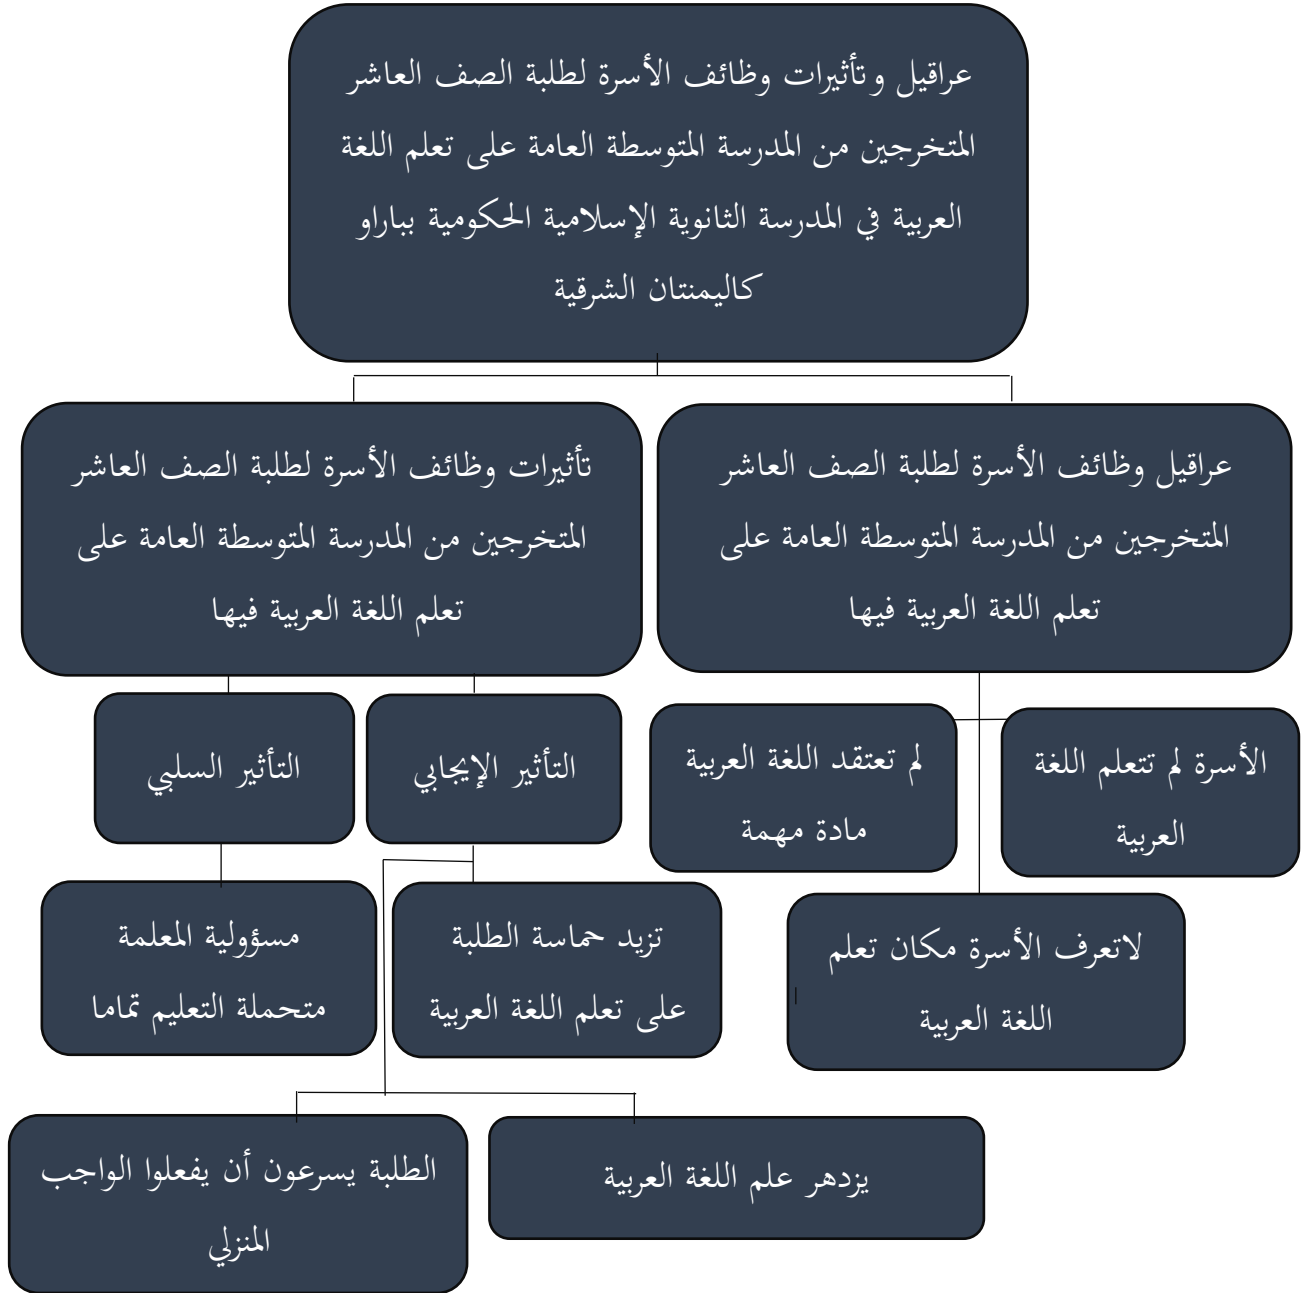 عراقيل وتأثيرات وظائف الأسرة لطلبة الصف العاشر
المتخرجين من المدرسة المتوسطة العامة على تعلم اللغة
العربية في المدرسة الثانوية الإسلامية الحكومية بباراو
كاليمنتان الشرقية
عراقيل وظائف الأسرة لطلبة الصف العاشر
المتخرجين من المدرسة المتوسطة العامة على
تعلم اللغة العربية فيها
تأثيرات وظائف الأسرة لطلبة الصف العاشر
المتخرجين من المدرسة المتوسطة العامة على
تعلم اللغة العربية فيها
الأسرة لم تتعلم اللغة
العربية
لم تعتقد اللغة العربية
مادة مهمة
التأثير الإيجابي
التأثير السلبي
لاتعرف الأسرة مكان تعلم
اللغة العربية
تزيد حماسة الطلبة
على تعلم اللغة العربية
مسؤولية المعلمة
متحملة التعليم تماما
يزدهر علم اللغة العربية
الطلبة يسرعون أن يفعلوا الواجب
المنزلي